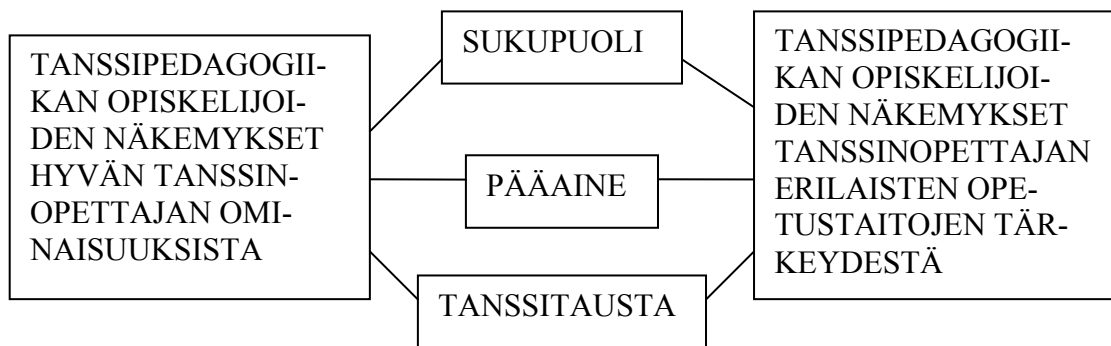 TANSSIPEDAGOGII-
KAN OPISKELIJOI-
DEN NÄKEMYKSET
HYVÄN TANSSIN-
OPETTAJAN OMI-
NAISUUKSISTA
SUKUPUOLI
PÄÄAINE
TANSSITAUSTA
TANSSIPEDAGOGII-
KAN OPISKELIJOI-
DEN NÄKEMYKSET
TANSSINOPETTAJAN
ERILAISTEN OPE-
TUSTAITOJEN TÄR-
KEYDESTÄ